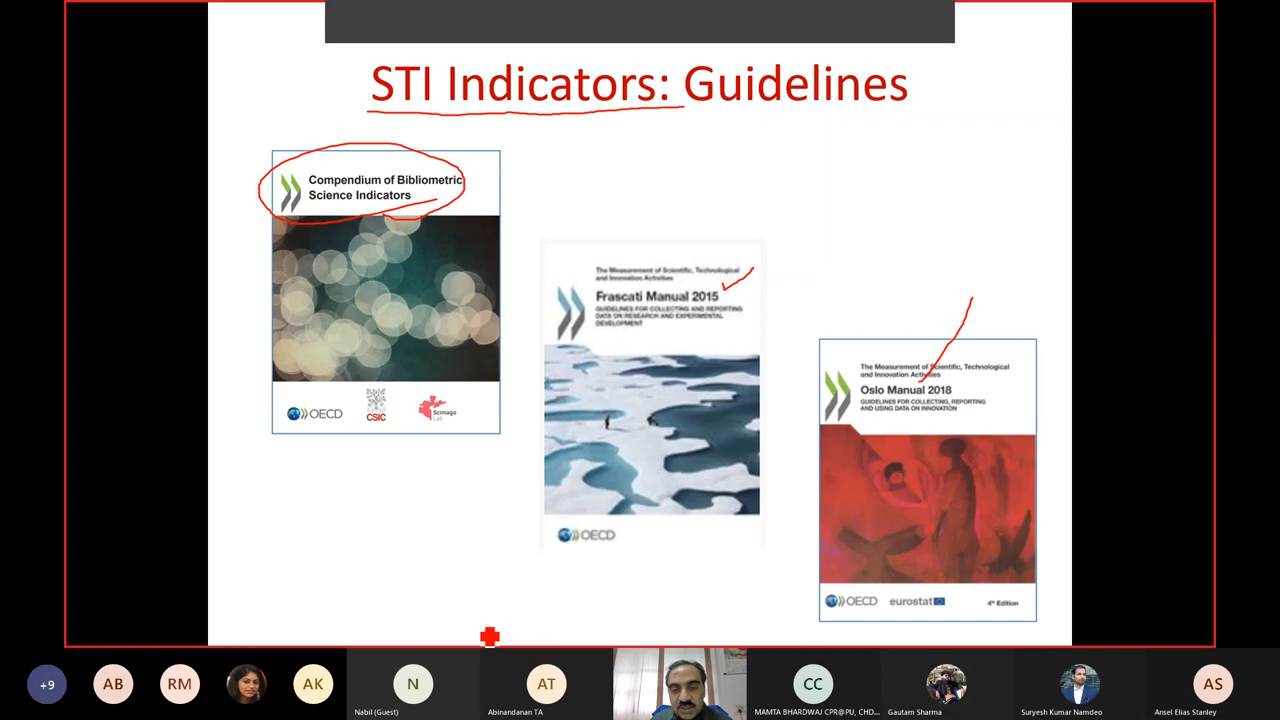 STI Indicators: Guidelines
Compendium of Bibliometric
Science Indicators
OECD
CSIC
Scimago
Lab
The Measurement of Scientific, Technological
and Innovation Activities
Frascati Manual 2015
GUIDELINES FOR COLLECTING AND REPORTING
DATA ON RESEARCH AND EXPERIMENTAL
DEVELOPMENT
OECD
The Measurement of Scientific, Technological
and Innovation Activities
Oslo Manual 2018
GUIDELINES FOR COLLECTING, REPORTING
AND USING DATA ON INNOVATION
OECD
eurostat
4th Edition
+9
AB
RM
AK
N
Nabil (Guest)
AT
Abinandanan TA
CC
MAMTA BHARDWAJ CPR@PU, CHD...
Gautam Sharma
Suryesh Kumar Namdeo
AS
Ansel Elias Stanley